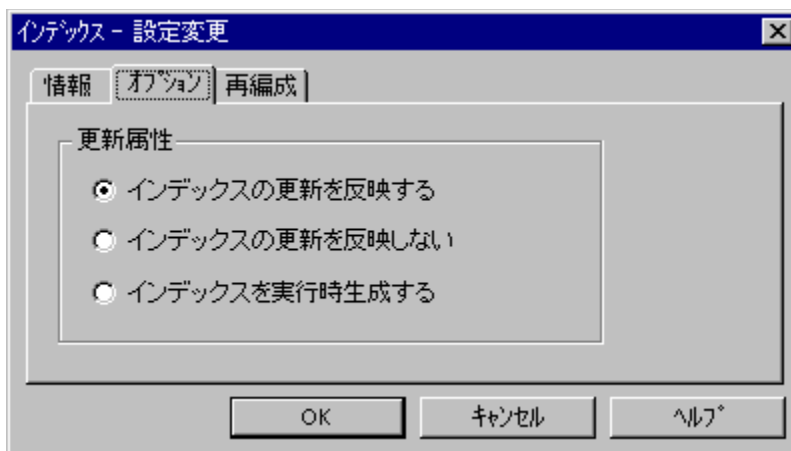 ｲﾝﾃﾞｯｸｽ - 設定変更
情報 ｵﾌﾟｼｮﾝ 再編成
更新属性
インデックスの更新を反映する
インデックスの更新を反映しない
インデックスを実行時生成する
OK ｷｬﾝｾﾙ ﾍﾙﾌﾟ